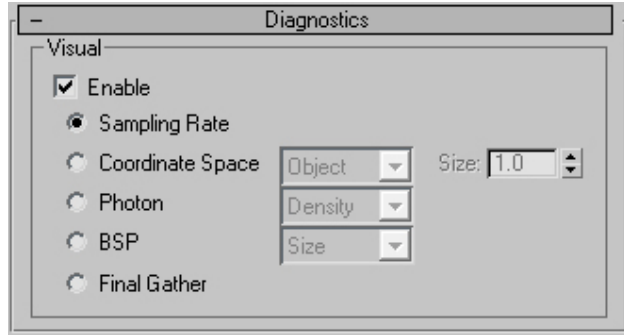 Diagnostics
Visual
Enable
Sampling Rate
Coordinate Space Object Size: 1.0
Photon Density
BSP Size
Final Gather